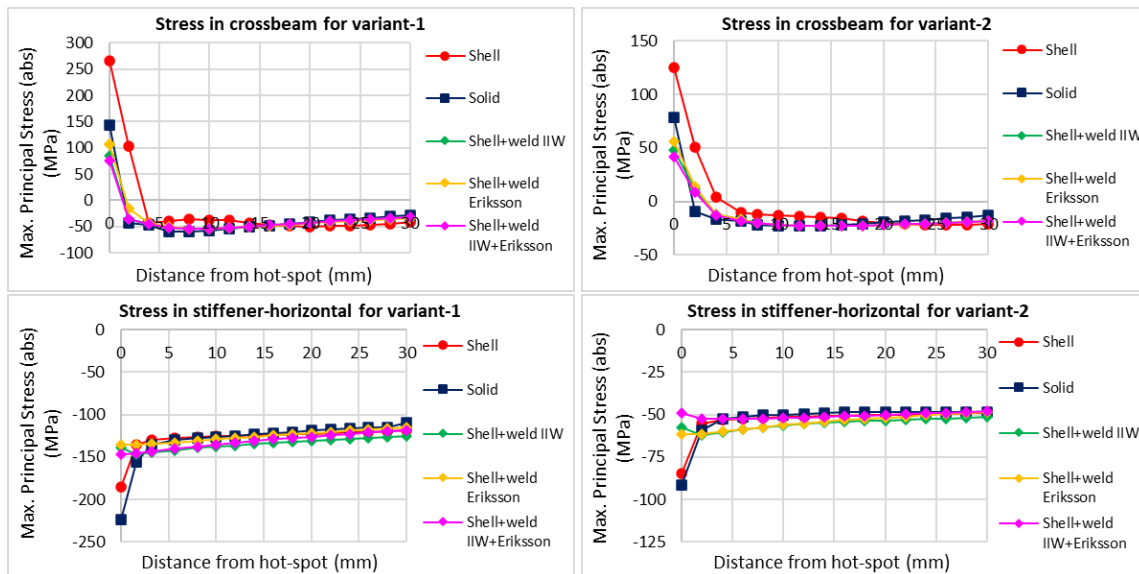 Stress in crossbeam for variant-1
Max. Principal Stress (abs)
(MPa)
300
250
200
150
100
50
0
-50
-100
0
5
10
15
20
25
30
Distance from hot-spot (mm)
Shell
Solid
Shell+weld IIW
Shell+weld
Eriksson
Shell+weld
IIW+Eriksson
Stress in crossbeam for variant-2
Max. Principal Stress (abs)
(MPa)
150
100
50
0
-50
0
5
10
15
20
25
30
Distance from hot-spot (mm)
Shell
Solid
Shell+weld IIW
Shell+weld
Eriksson
Shell+weld
IIW+Eriksson
Stress in stiffener-horizontal for variant-1
Max. Principal Stress (abs)
(MPa)
0
-50
-100
-150
-200
-250
0
5
10
15
20
25
30
Distance from hot-spot (mm)
Shell
Solid
Shell+weld IIW
Shell+weld
Eriksson
Shell+weld
IIW+Eriksson
Stress in stiffener-horizontal for variant-2
Max. Principal Stress (abs)
(MPa)
0
-25
-50
-75
-100
-125
0
5
10
15
20
25
30
Distance from hot-spot (mm)
Shell
Solid
Shell+weld IIW
Shell+weld
Eriksson
Shell+weld
IIW+Eriksson